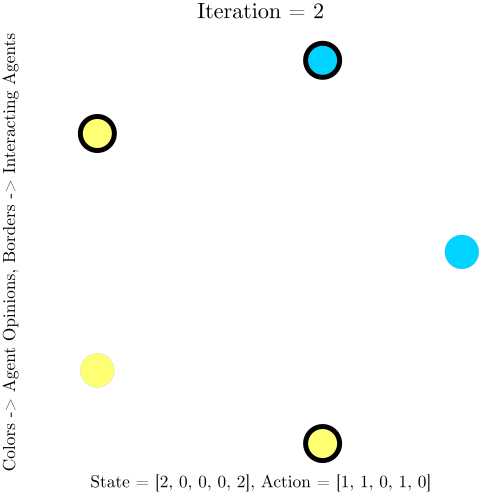 Iteration = 2
Colors -> Agent Opinions, Borders -> Interacting Agents
State = [2, 0, 0, 0, 2], Action = [1, 1, 0, 1, 0]